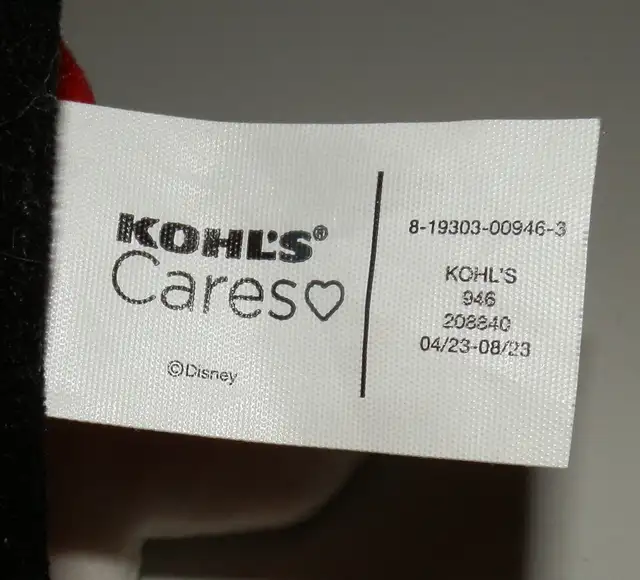 KOHL'S®
Cares♡
©Disney
8-19303-00946-3
KOHL'S
946
208840
04/23-08/23